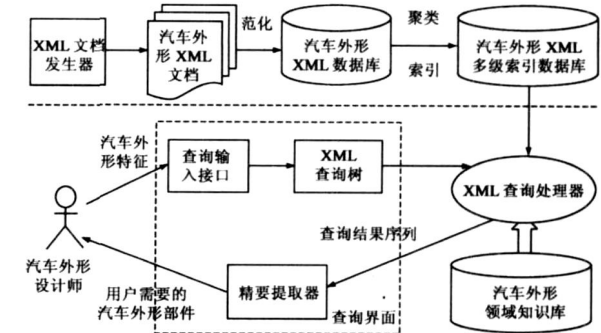 XML 文档
发生器
汽车外
形 XML
文档
范化
汽车外形
XML 数据库
聚类
索引
汽车外形 XML
多级索引数据库
汽车外
形特征
查询输
入接口
XML
查询树
XML 查询处理器
查询结果序列
汽车外形
设计师
用户需要的
汽车外形部件
精要提取器
查询界面
汽车外形
领域知识库